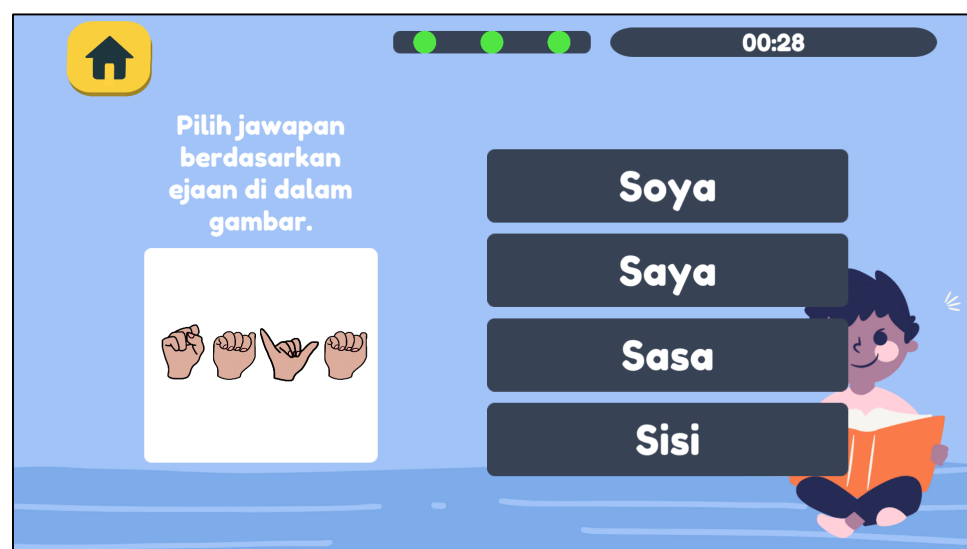 00:28
Pilih jawapan
berdasarkan
ejaan di dalam
gambar.
Soya
Saya
Sasa
Sisi